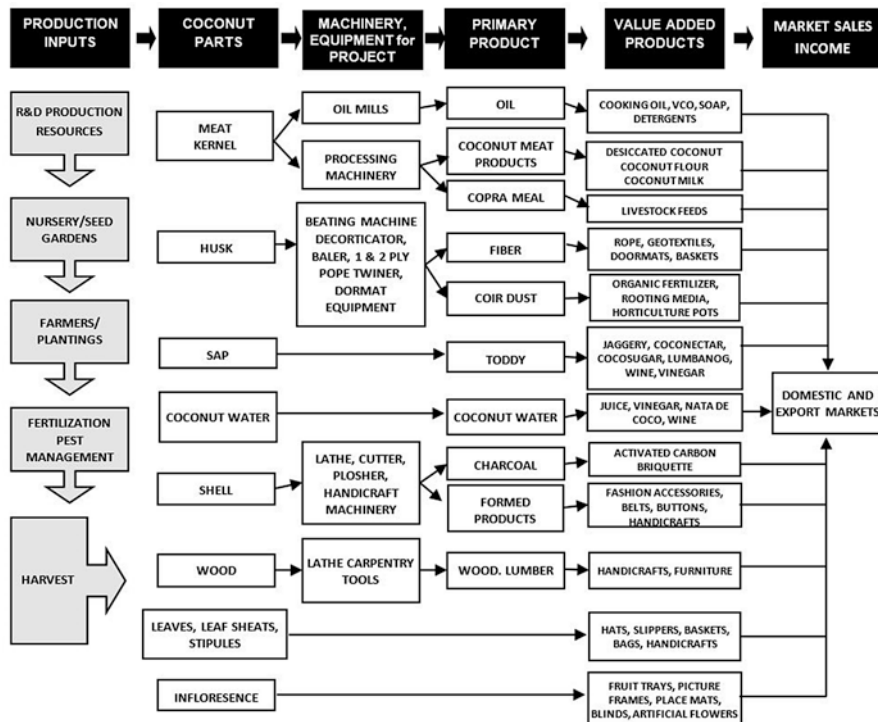 PRODUCTION
INPUTS
COCONUT
PARTS
MACHINERY,
EQUIPMENT for
PROJECT
PRIMARY
PRODUCT
VALUE ADDED
PRODUCTS
MARKET SALES
INCOME
R&D PRODUCTION
RESOURCES
NURSERY/SEED
GARDENS
FARMERS/
PLANTINGS
FERTILIZATION
PEST
MANAGEMENT
HARVEST
MEAT
KERNEL
OIL MILLS
OIL
COOKING OIL, VCO, SOAP,
DETERGENTS
PROCESSING
MACHINERY
COCONUT MEAT
PRODUCTS
DESICCATED COCONUT
COCONUT FLOUR
COCONUT MILK
COPRA MEAL
LIVESTOCK FEEDS
HUSK
BEATING MACHINE
DECORTICATOR,
BALER, 1 & 2 PLY
POPE TWINER,
DORMAT
EQUIPMENT
FIBER
ROPE, GEOTEXTILES,
DOORMATS, BASKETS
COIR DUST
ORGANIC FERTILIZER,
ROOTING MEDIA,
HORTICULTURE POTS
SAP
TODDY
JAGGERY, COCONECTAR,
COCOSUGAR, LUMBANOG,
WINE, VINEGAR
COCONUT WATER
COCONUT WATER
JUICE, VINEGAR, NATA DE
COCO, WINE
DOMESTIC AND
EXPORT MARKETS
SHELL
LATHE, CUTTER,
PLOSHER,
HANDICRAFT
MACHINERY
CHARCOAL
ACTIVATED CARBON
BRIQUETTE
FORMED
PRODUCTS
FASHION ACCESSORIES,
BELTS, BUTTONS,
HANDICRAFTS
WOOD
LATHE CARPENTRY
TOOLS
WOOD. LUMBER
HANDICRAFTS, FURNITURE
LEAVES, LEAF SHEATS,
STIPULES
HATS, SLIPPERS, BASKETS,
BAGS, HANDICRAFTS
INFLORESENCE
FRUIT TRAYS, PICTURE
FRAMES, PLACE MATS,
BLINDS, ARTIFICIAL FLOWERS